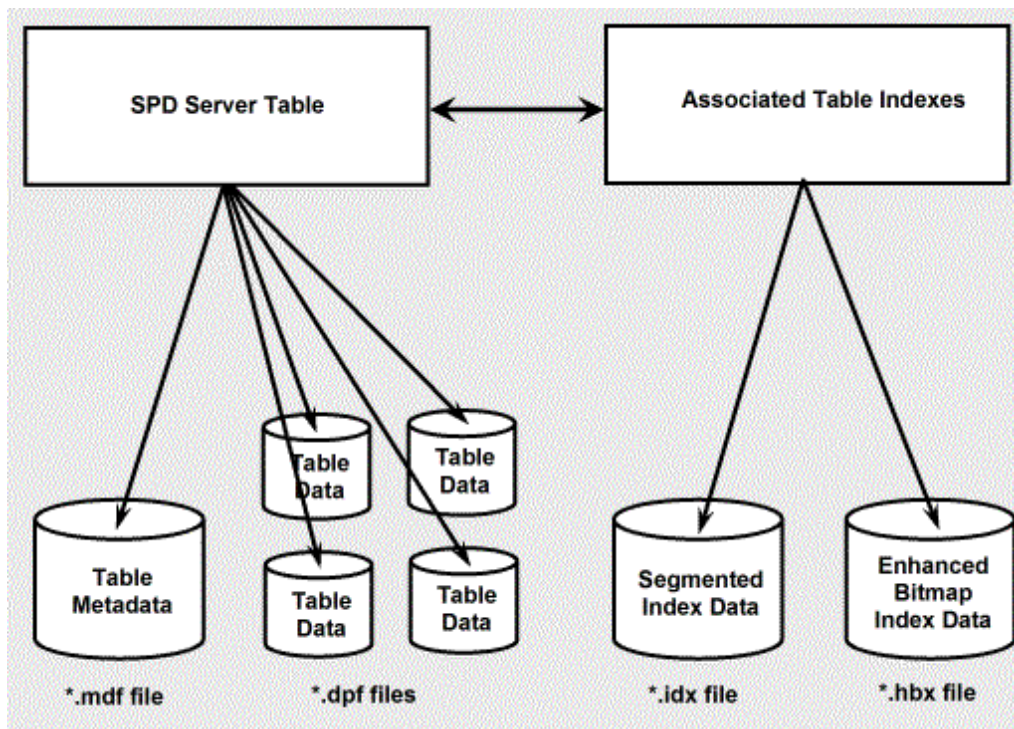 SPD Server Table
Associated Table Indexes
Table
Data
Table
Data
Table
Metadata
Table
Data
Table
Data
Segmented
Index Data
Enhanced
Bitmap
Index Data
*.mdf file
*.dpf files
*.idx file
*.hbx file